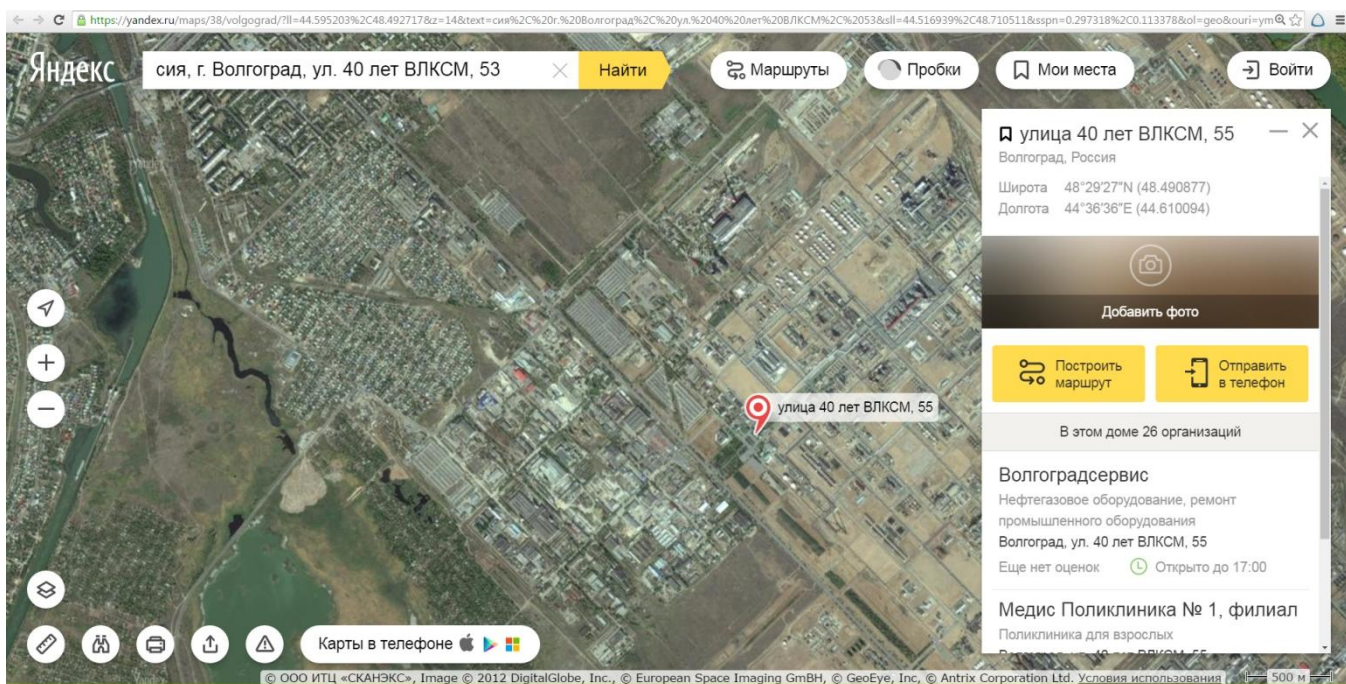 https://yandex.ru/maps/38/volgograd/?ll=44.595203%2C48.492717&z=14&text=сия%2C%20г.%20Волгоград%2C%20ул.%2040%20лет%20ВЛКСМ%2C%2053&sll=44.516939%2C48.710511&sspn=0.297318%2C0.113378&ol=geo&ouri=ym
Яндекс
сия, г. Волгоград, ул. 40 лет ВЛКСМ, 53
Найти
Маршруты
Пробки
Мои места
Войти
улица 40 лет ВЛКСМ, 55
Волгоград, Россия
Широта 48°29'27"N (48.490877)
Долгота 44°36'36"E (44.610094)
Добавить фото
Построить маршрут
Отправить в телефон
улица 40 лет ВЛКСМ, 55
В этом доме 26 организаций
Волгоградсервис
Нефтегазовое оборудование, ремонт
промышленного оборудования
Волгоград, ул. 40 лет ВЛКСМ, 55
Еще нет оценок Открыто до 17:00
Медис Поликлиника № 1, филиал
Поликлиника для взрослых
Волгоград, ул. 40 лет ВЛКСМ, 55
Карты в телефоне
© ООО ИТЦ «СКАНЭКС», Image © 2012 DigitalGlobe, Inc., © European Space Imaging GmBH, © GeoEye, Inc, © Antrix Corporation Ltd. Условия использования
500 м